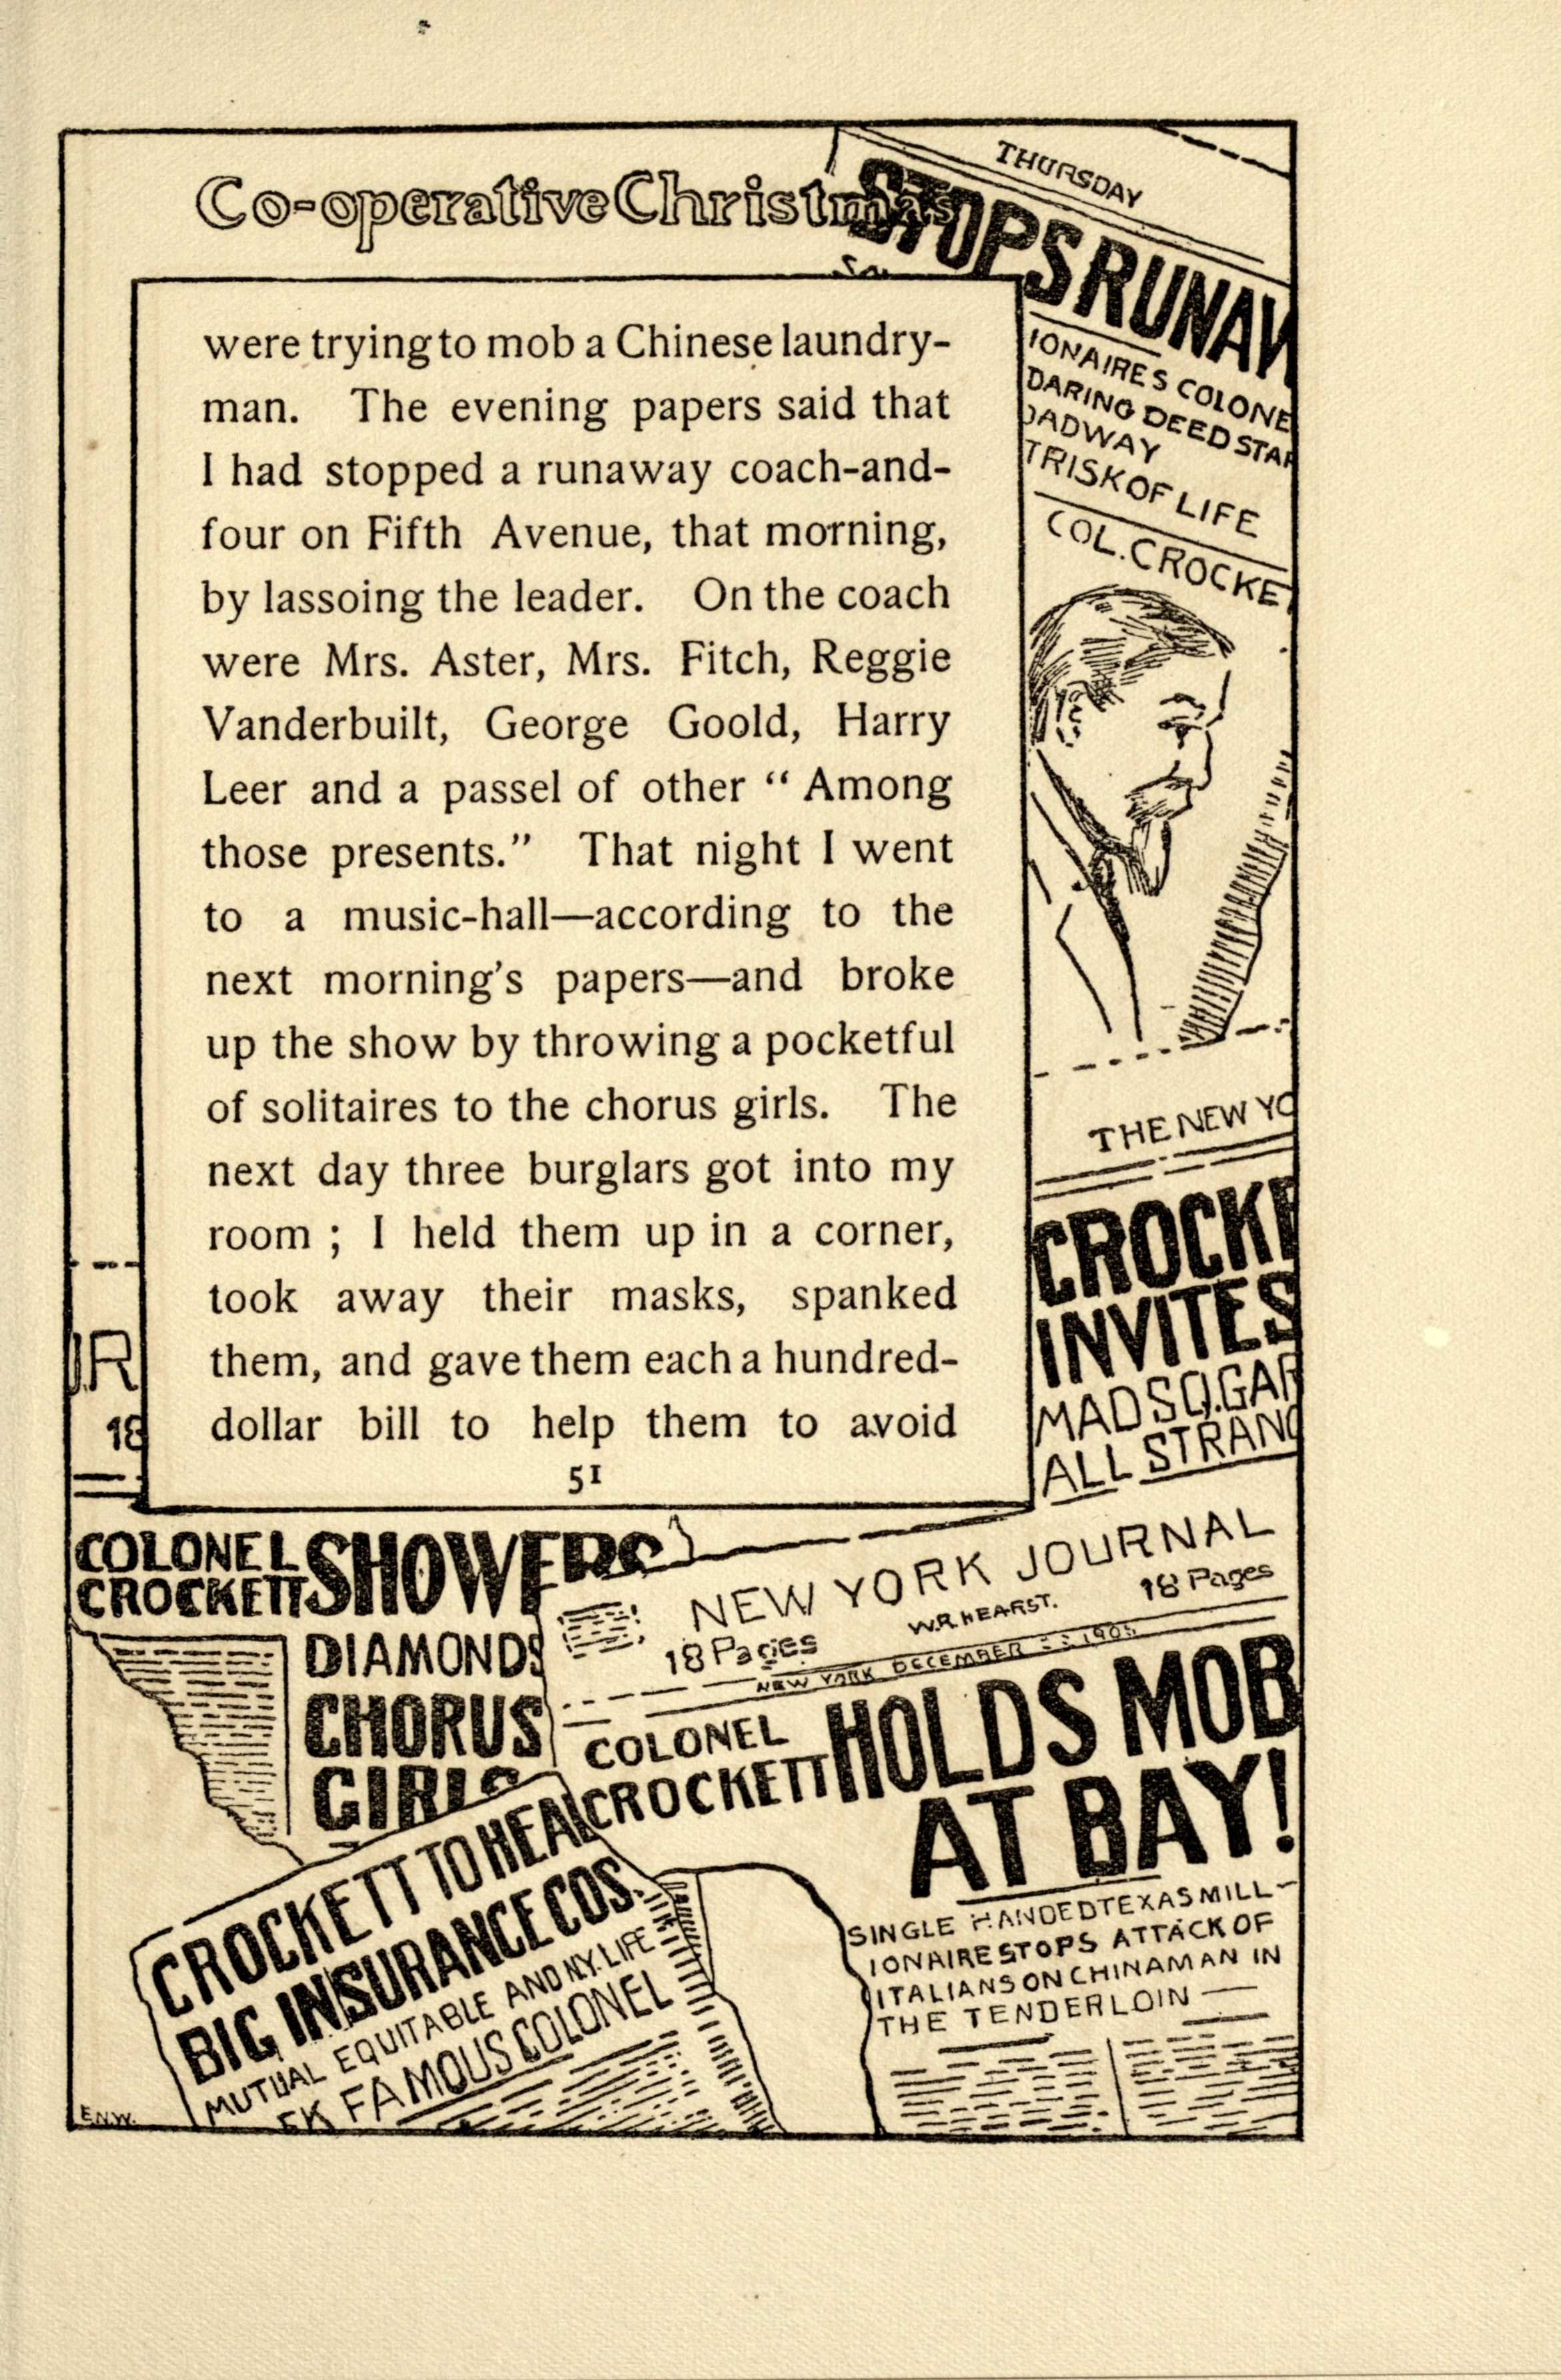 Co-operative Christmas
were trying to mob a Chinese laundry-
man. The evening papers said that
I had stopped a runaway coach-and-
four on Fifth Avenue, that morning,
by lassoing the leader. On the coach
were Mrs. Aster, Mrs. Fitch, Reggie
Vanderbuilt, George Goold, Harry
Leer and a passel of other “ Among
those presents.” That night I went
to a music-hall—according to the
next morning’s papers—and broke
up the show by throwing a pocketful
of solitaires to the chorus girls. The
next day three burglars got into my
room ; I held them up in a corner,
took away their masks, spanked
them, and gave them each a hundred-
dollar bill to help them to avoid
51
THURSDAY
STOPS RUNAW
IONAIRES COLONE
DARING DEED STAR
OADWAY
T RISK OF LIFE
COL. CROCKET
THE NEW YO
CROCKE
INVITES
MAD SQ. GAR
ALL STRANG
18
COLONEL
CROCKETT SHOWERS
DIAMONDS
CHORUS
GIRLS
NEW YORK JOURNAL
W.R. HEARST.
18 Pages
18 Pages
NEW YORK DECEMBER 1905
COLONEL
CROCKETT HOLDS MOB
AT BAY!
SINGLE HANDED TEXAS MILL-
IONAIRE STOPS ATTACK OF
ITALIANS ON CHINAMAN IN
THE TENDERLOIN
CROCKETT TO HEAD
BIG INSURANCE COS.
MUTUAL EQUITABLE AND N.Y. LIFE
EK FAMOUS COLONEL
E.N.W.